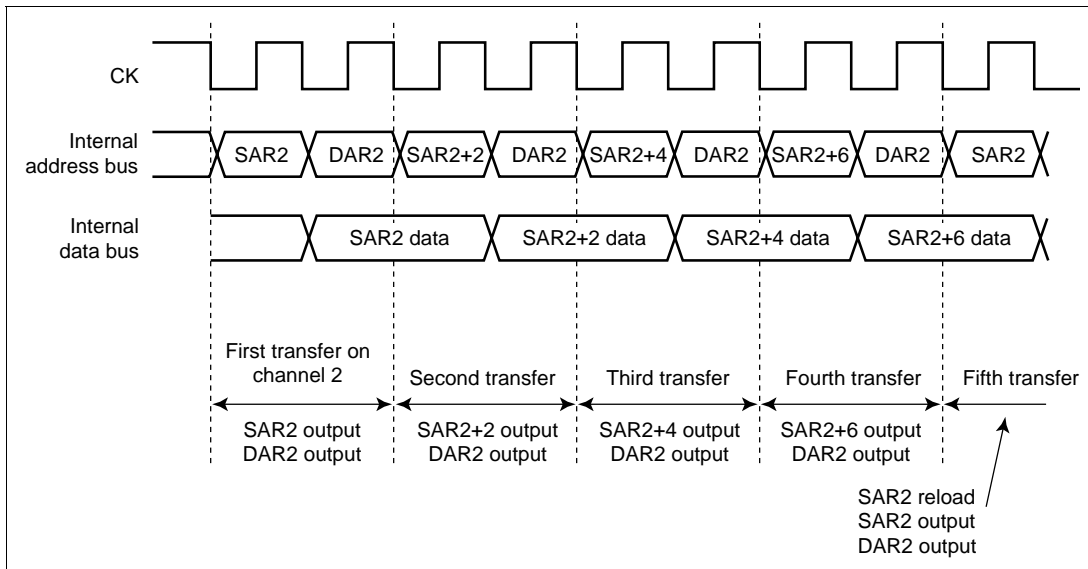 CK
Internal
address bus
SAR2 DAR2 SAR2+2 DAR2 SAR2+4 DAR2 SAR2+6 DAR2 SAR2
Internal
data bus
SAR2 data SAR2+2 data SAR2+4 data SAR2+6 data
First transfer on
channel 2
Second transfer
Third transfer
Fourth transfer
Fifth transfer
SAR2 output
DAR2 output
SAR2+2 output
DAR2 output
SAR2+4 output
DAR2 output
SAR2+6 output
DAR2 output
SAR2 reload
SAR2 output
DAR2 output